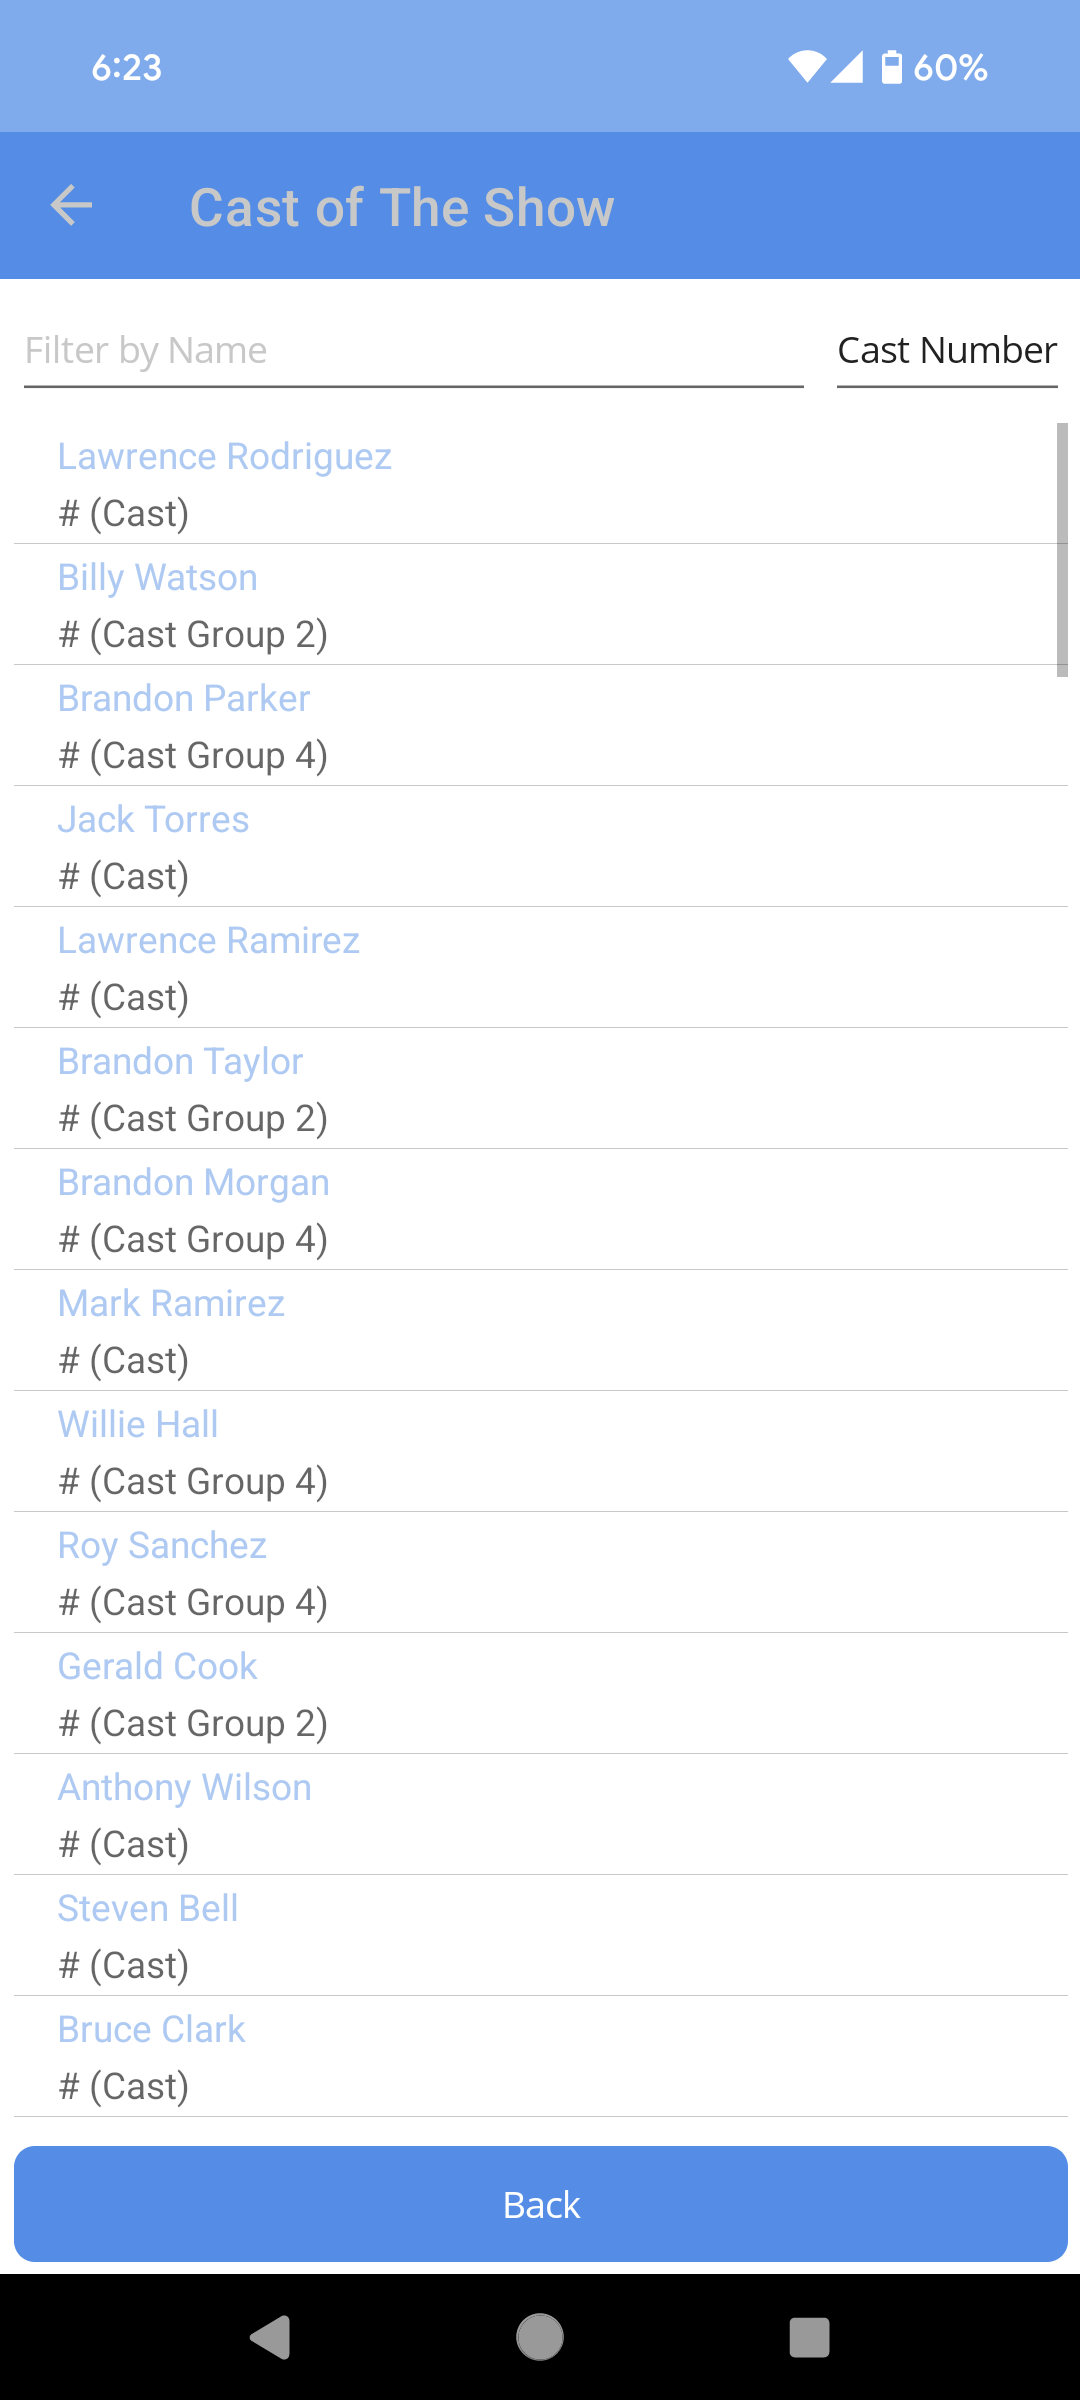 6:23
60%
Cast of The Show
Filter by Name
Cast Number
Lawrence Rodriguez
# (Cast)
Billy Watson
# (Cast Group 2)
Brandon Parker
# (Cast Group 4)
Jack Torres
# (Cast)
Lawrence Ramirez
# (Cast)
Brandon Taylor
# (Cast Group 2)
Brandon Morgan
# (Cast Group 4)
Mark Ramirez
# (Cast)
Willie Hall
# (Cast Group 4)
Roy Sanchez
# (Cast Group 4)
Gerald Cook
# (Cast Group 2)
Anthony Wilson
# (Cast)
Steven Bell
# (Cast)
Bruce Clark
# (Cast)
Back